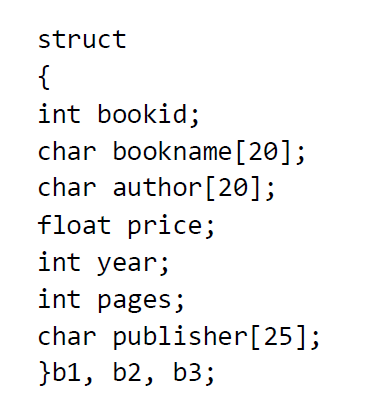 struct
{
int bookid;
char bookname[20];
char author[20];
float price;
int year;
int pages;
char publisher[25];
}b1, b2, b3;